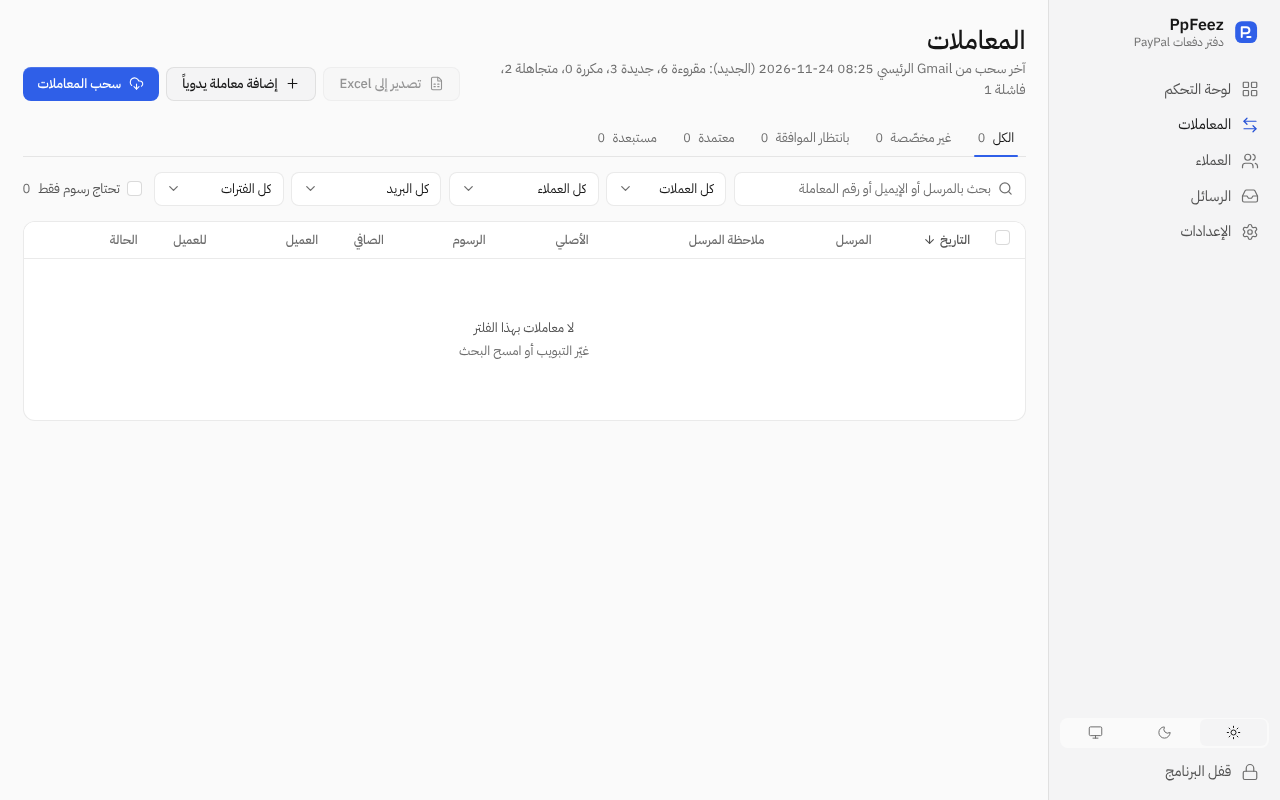 PpFeez
دفتر دفعات PayPal
لوحة التحكم
المعاملات
العملاء
الرسائل
الإعدادات
قفل البرنامج
المعاملات
آخر سحب من Gmail الرئيسي 08:25 24-11-2026 (الجديد): مقروءة 6، جديدة 3، مكررة 0، متجاهلة 2،
فاشلة 1
تصدير إلى Excel
إضافة معاملة يدوياً
سحب المعاملات
الكل 0 غير مخصّصة 0 بانتظار الموافقة 0 معتمدة 0 مستبعدة 0
بحث بالمرسل أو الإيميل أو رقم المعاملة
كل العملات
كل العملاء
كل البريد
كل الفترات
تحتاج رسوم فقط 0
التاريخ المرسل ملاحظة المرسل الأصلي الرسوم الصافي العميل للعميل الحالة
لا معاملات بهذا الفلتر
غيّر التبويب أو امسح البحث